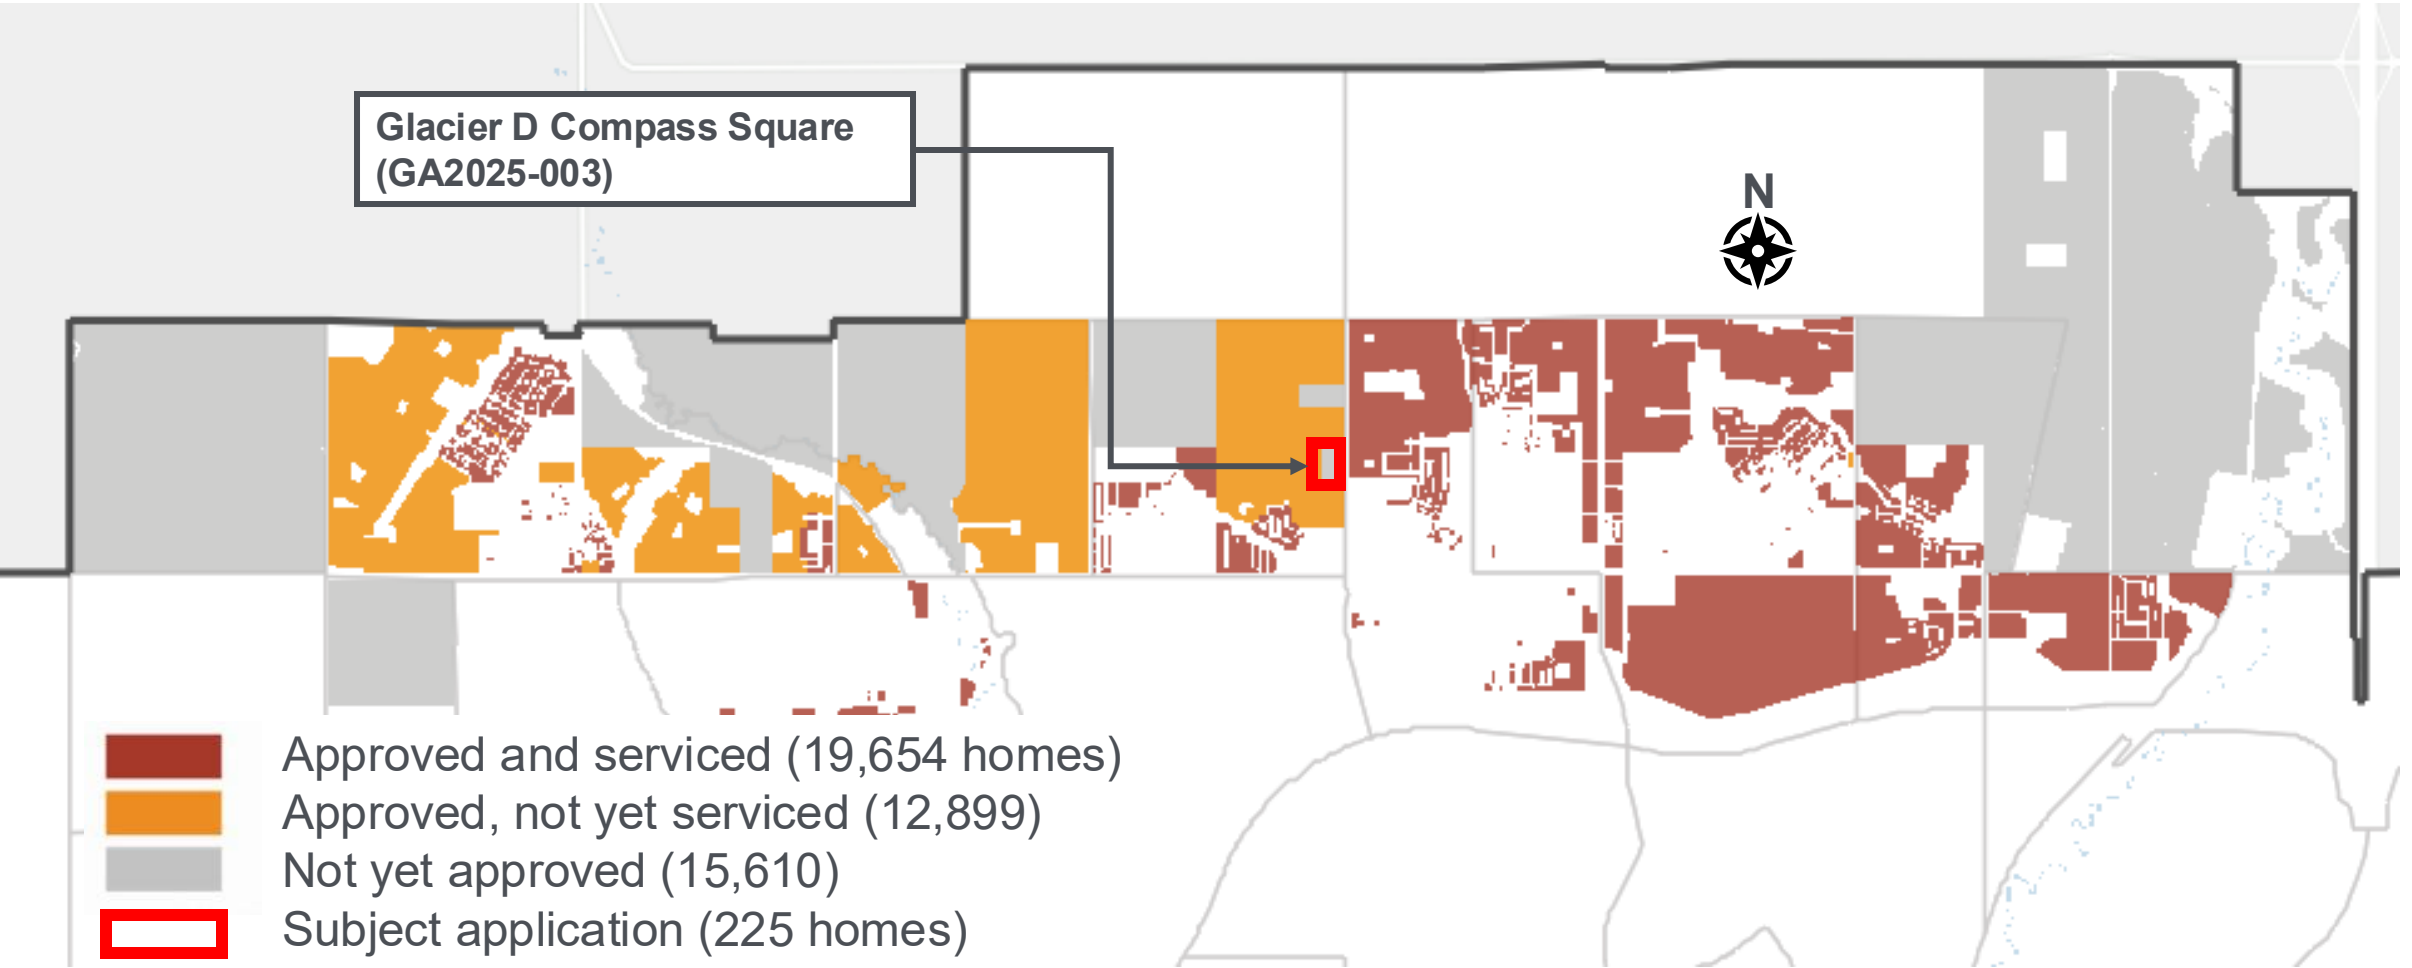 Glacier D Compass Square
(GA2025-003)
N
Approved and serviced (19,654 homes)
Approved, not yet serviced (12,899)
Not yet approved (15,610)
Subject application (225 homes)